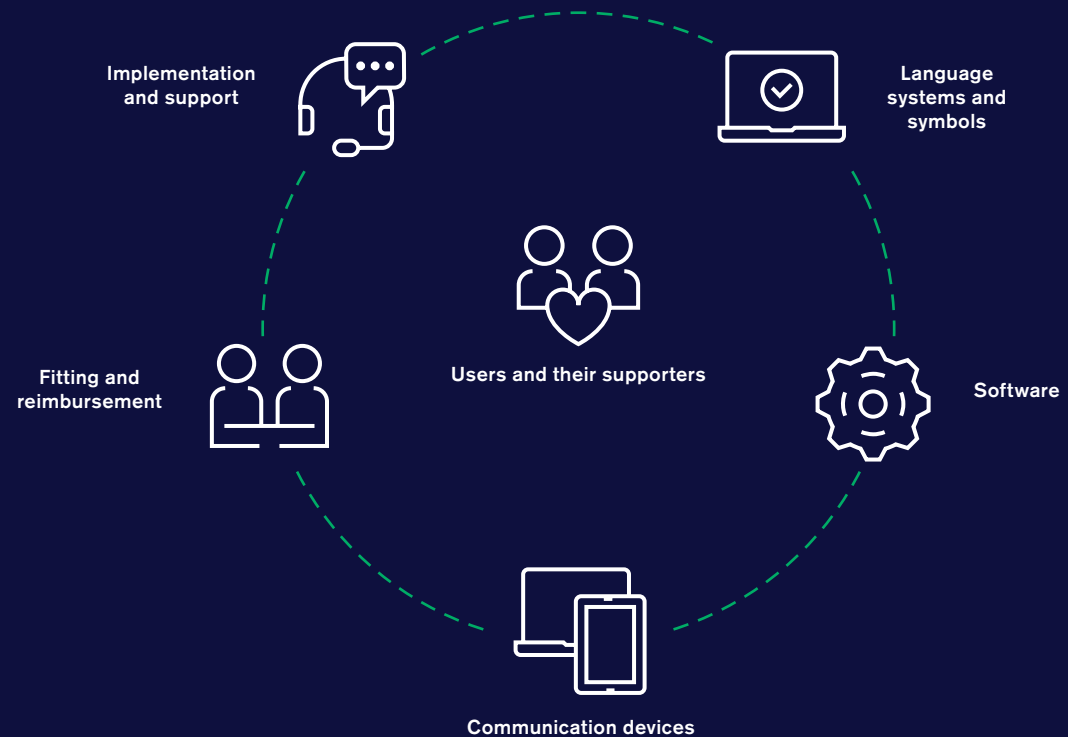 Implementation
and support
Language
systems and
symbols
Users and their supporters
Fitting and
reimbursement
Software
Communication devices